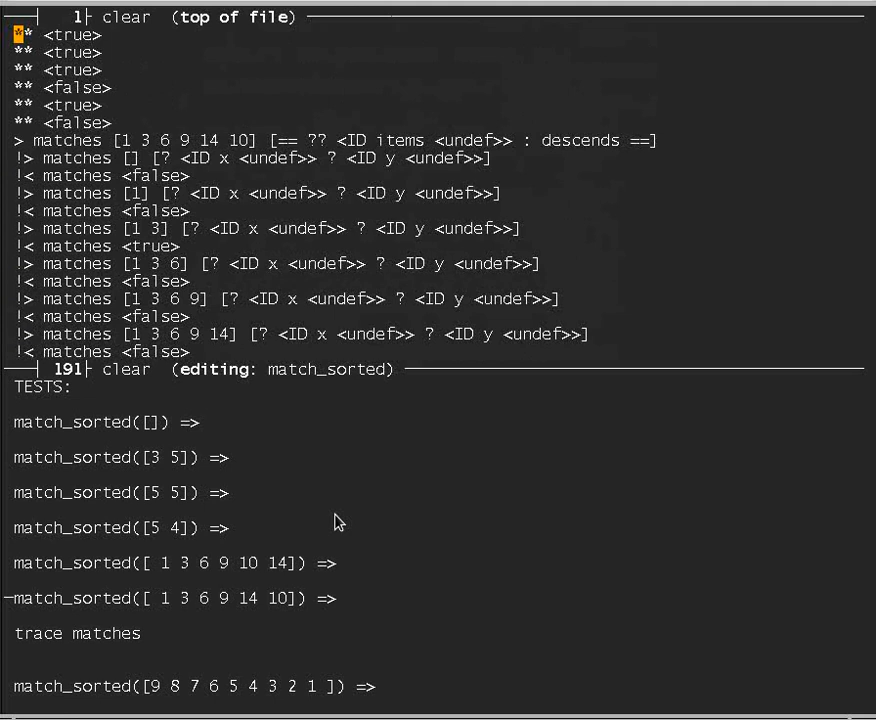 1 clear (top of file)
** <true>
** <true>
** <true>
** <false>
** <true>
** <false>
> matches [1 3 6 9 14 10] [== ?? <ID items <undef>> : descends ==]
!> matches [] [? <ID x <undef>> ? <ID y <undef>>]
!< matches <false>
!> matches [1] [? <ID x <undef>> ? <ID y <undef>>]
!< matches <false>
!> matches [1 3] [? <ID x <undef>> ? <ID y <undef>>]
!< matches <true>
!> matches [1 3 6] [? <ID x <undef>> ? <ID y <undef>>]
!< matches <false>
!> matches [1 3 6 9] [? <ID x <undef>> ? <ID y <undef>>]
!< matches <false>
!> matches [1 3 6 9 14] [? <ID x <undef>> ? <ID y <undef>>]
!< matches <false>
191 clear (editing: match_sorted)
TESTS:
match_sorted([]) =>
match_sorted([3 5]) =>
match_sorted([5 5]) =>
match_sorted([5 4]) =>
match_sorted([ 1 3 6 9 10 14]) =>
match_sorted([ 1 3 6 9 14 10]) =>
trace matches
match_sorted([9 8 7 6 5 4 3 2 1 ]) =>